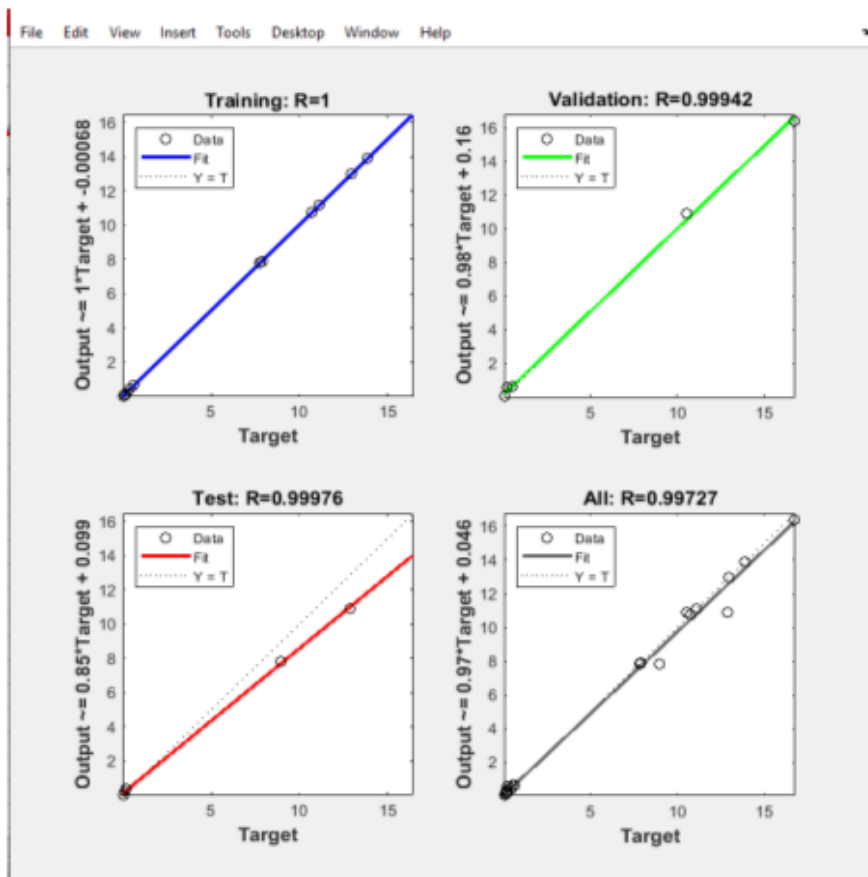 File Edit View Insert Tools Desktop Window Help
Training: R=1
Output ~= 1*Target + -0.00068
16
14
12
10
8
6
4
2
Data
Fit
Y = T
5 10 15
Target
Validation: R=0.99942
Output ~= 0.98*Target + 0.16
16
14
12
10
8
6
4
2
Data
Fit
Y = T
5 10 15
Target
Test: R=0.99976
Output ~= 0.85*Target + 0.099
16
14
12
10
8
6
4
2
Data
Fit
Y = T
5 10 15
Target
All: R=0.99727
Output ~= 0.97*Target + 0.046
16
14
12
10
8
6
4
2
Data
Fit
Y = T
5 10 15
Target